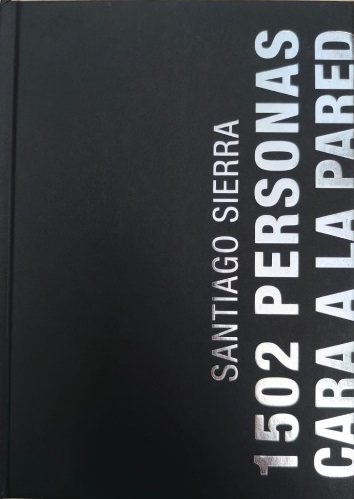 SANTIAGO SIERRA
1502 PERSONAS
CARA A LA PARED